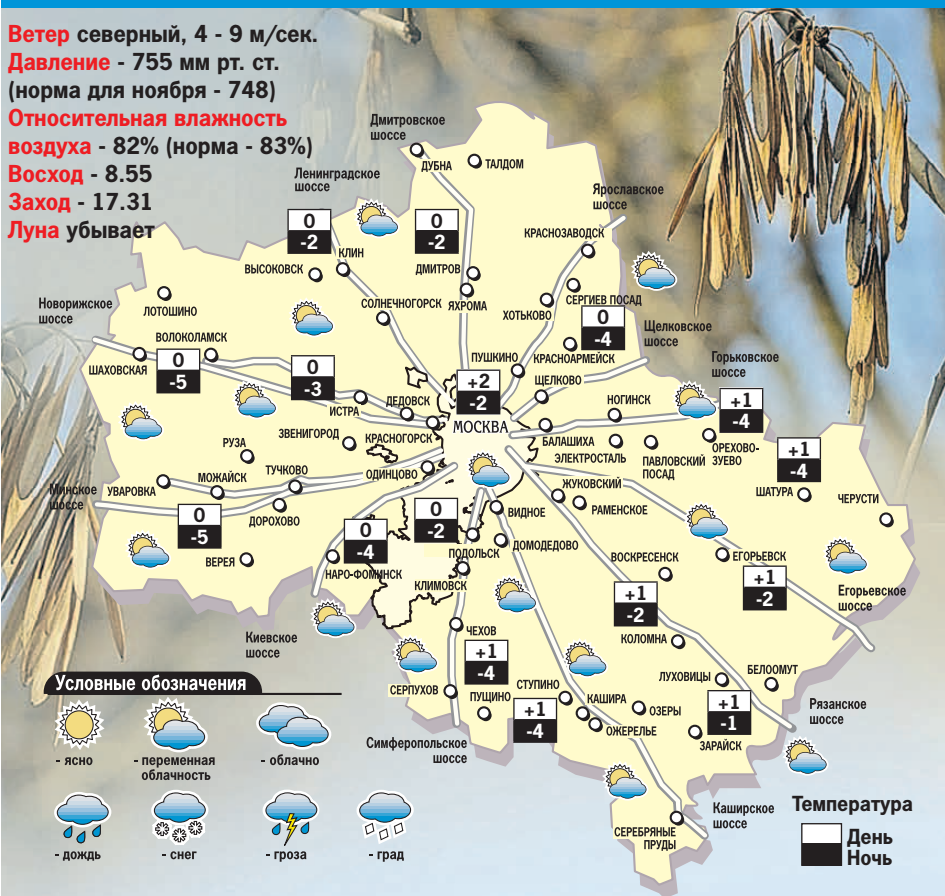 Ветер северный, 4 - 9 м/сек.
Давление - 755 мм рт. ст.
(норма для ноября - 748)
Относительная влажность
воздуха - 82% (норма - 83%)
Восход - 8.55
Заход - 17.31
Луна убывает
Дмитровское
шоссе
ДУБНА
ТАЛДОМ
Ленинградское
шоссе
Ярославское
шоссе
0
-2
0
-2
КРАСНОЗАВОДСК
КЛИН
ВЫСОКОВСК
ДМИТРОВ
Новорижское
шоссе
ЛОТОШИНО
СОЛНЕЧНОГОРСК
ЯХРОМА
СЕРГИЕВ ПОСАД
ХОТЬКОВО
0
-4
Щелковское
шоссе
ВОЛОКОЛАМСК
ШАХОВСКАЯ
0
-5
0
-3
ПУШКИНО
КРАСНОАРМЕЙСК
Горьковское
шоссе
+2
-2
ЩЕЛКОВО
ДЕДОВСК
ИСТРА
НОГИНСК
+1
-4
МОСКВА
ЗВЕНИГОРОД
КРАСНОГОРСК
БАЛАШИХА
ЭЛЕКТРОСТАЛЬ
ПАВЛОВСКИЙ
ПОСАД
ОРЕХОВО-
ЗУЕВО
РУЗА
+1
-4
ТУЧКОВО
ОДИНЦОВО
МОЖАЙСК
УВАРОВКА
Минское
шоссе
ЖУКОВСКИЙ
ШАТУРА
ЧЕРУСТИ
РАМЕНСКОЕ
0
-5
ДОРОХОВО
0
-2
ВИДНОЕ
0
-4
ДОМОДЕДОВО
ПОДОЛЬСК
ВЕРЕЯ
НАРО-ФОМИНСК
КЛИМОВСК
ВОСКРЕСЕНСК
ЕГОРЬЕВСК
+1
-2
+1
-2
Егорьевское
шоссе
Киевское
шоссе
ЧЕХОВ
КОЛОМНА
+1
-4
СЕРПУХОВ
ПУЩИНО
СТУПИНО
ЛУХОВИЦЫ
БЕЛООМУТ
+1
-4
КАШИРА
ОЗЕРЫ
ОЖЕРЕЛЬЕ
+1
-1
ЗАРАЙСК
Рязанское
шоссе
Симферопольское
шоссе
СЕРЕБРЯНЫЕ
ПРУДЫ
Каширское
шоссе
Условные обозначения
- ясно
- переменная
облачность
- облачно
- дождь
- снег
- гроза
- град
Температура
День
Ночь